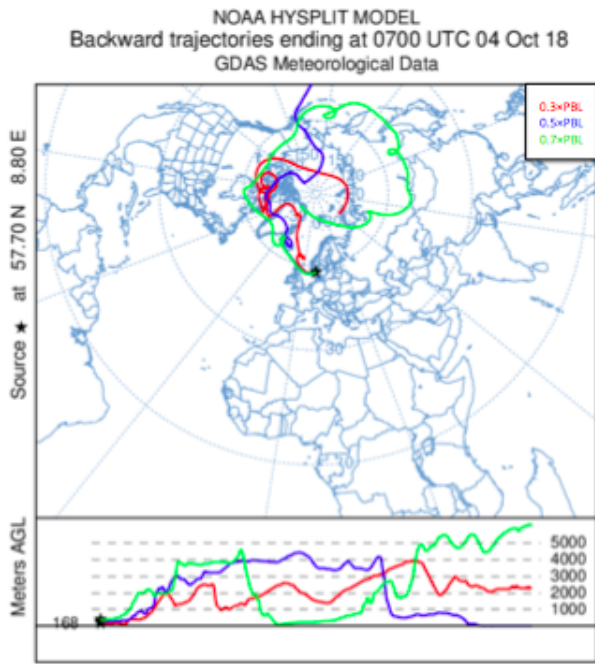 NOAA HYSPLIT MODEL
Backward trajectories ending at 0700 UTC 04 Oct 18
GDAS Meteorological Data
0.3×PBL
0.5×PBL
0.7×PBL
Source ★ at 57.70 N 8.80 E
30
Meters AGL
5000
4000
3000
2000
1000
168